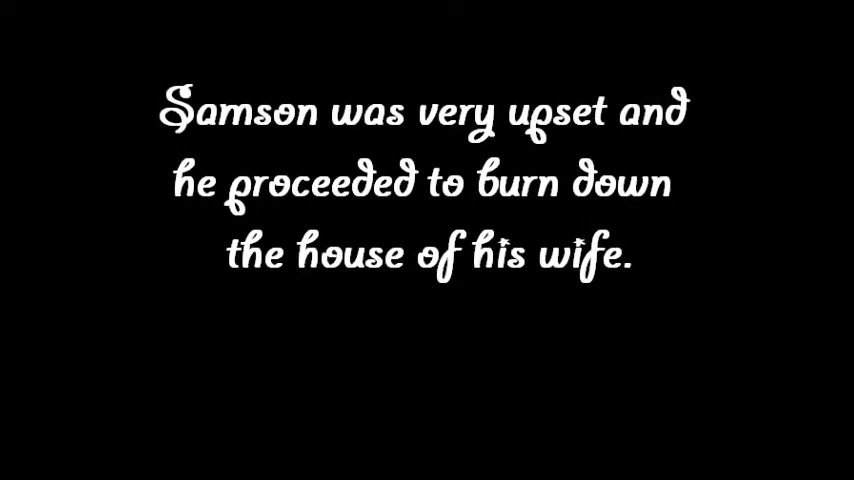 Samson was very upset and
he proceeded to burn down
the house of his wife.